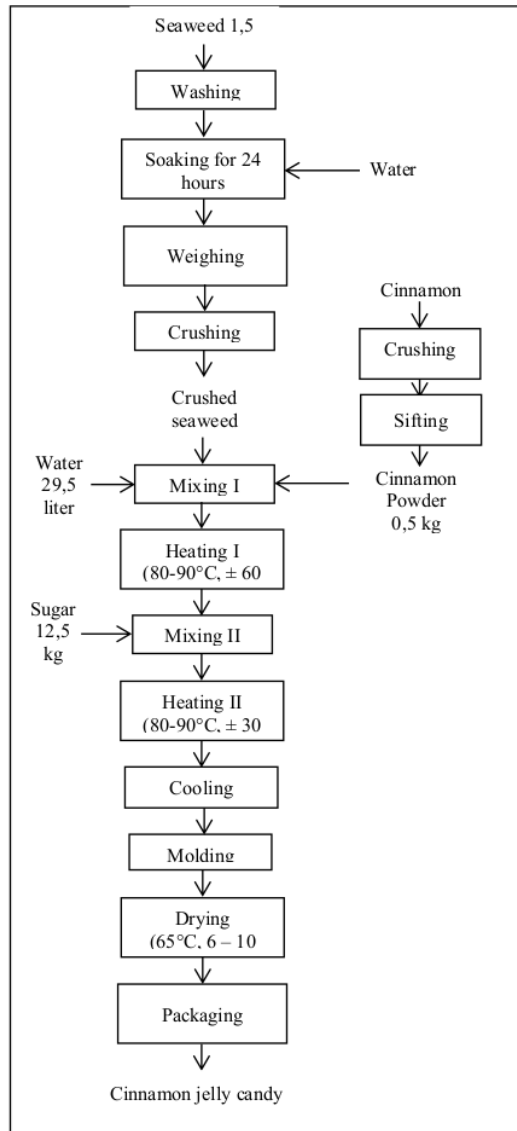 Seaweed 1,5
Washing
Soaking for 24
hours
Water
Weighing
Crushing
Crushed
seaweed
Cinnamon
Crushing
Sifting
Cinnamon
Powder
0,5 kg
Water
29,5
liter
Mixing I
Heating I
(80-90°C, ± 60
Sugar
12,5
kg
Mixing II
Heating II
(80-90°C, ± 30
Cooling
Molding
Drying
(65°C, 6 – 10
Packaging
Cinnamon jelly candy